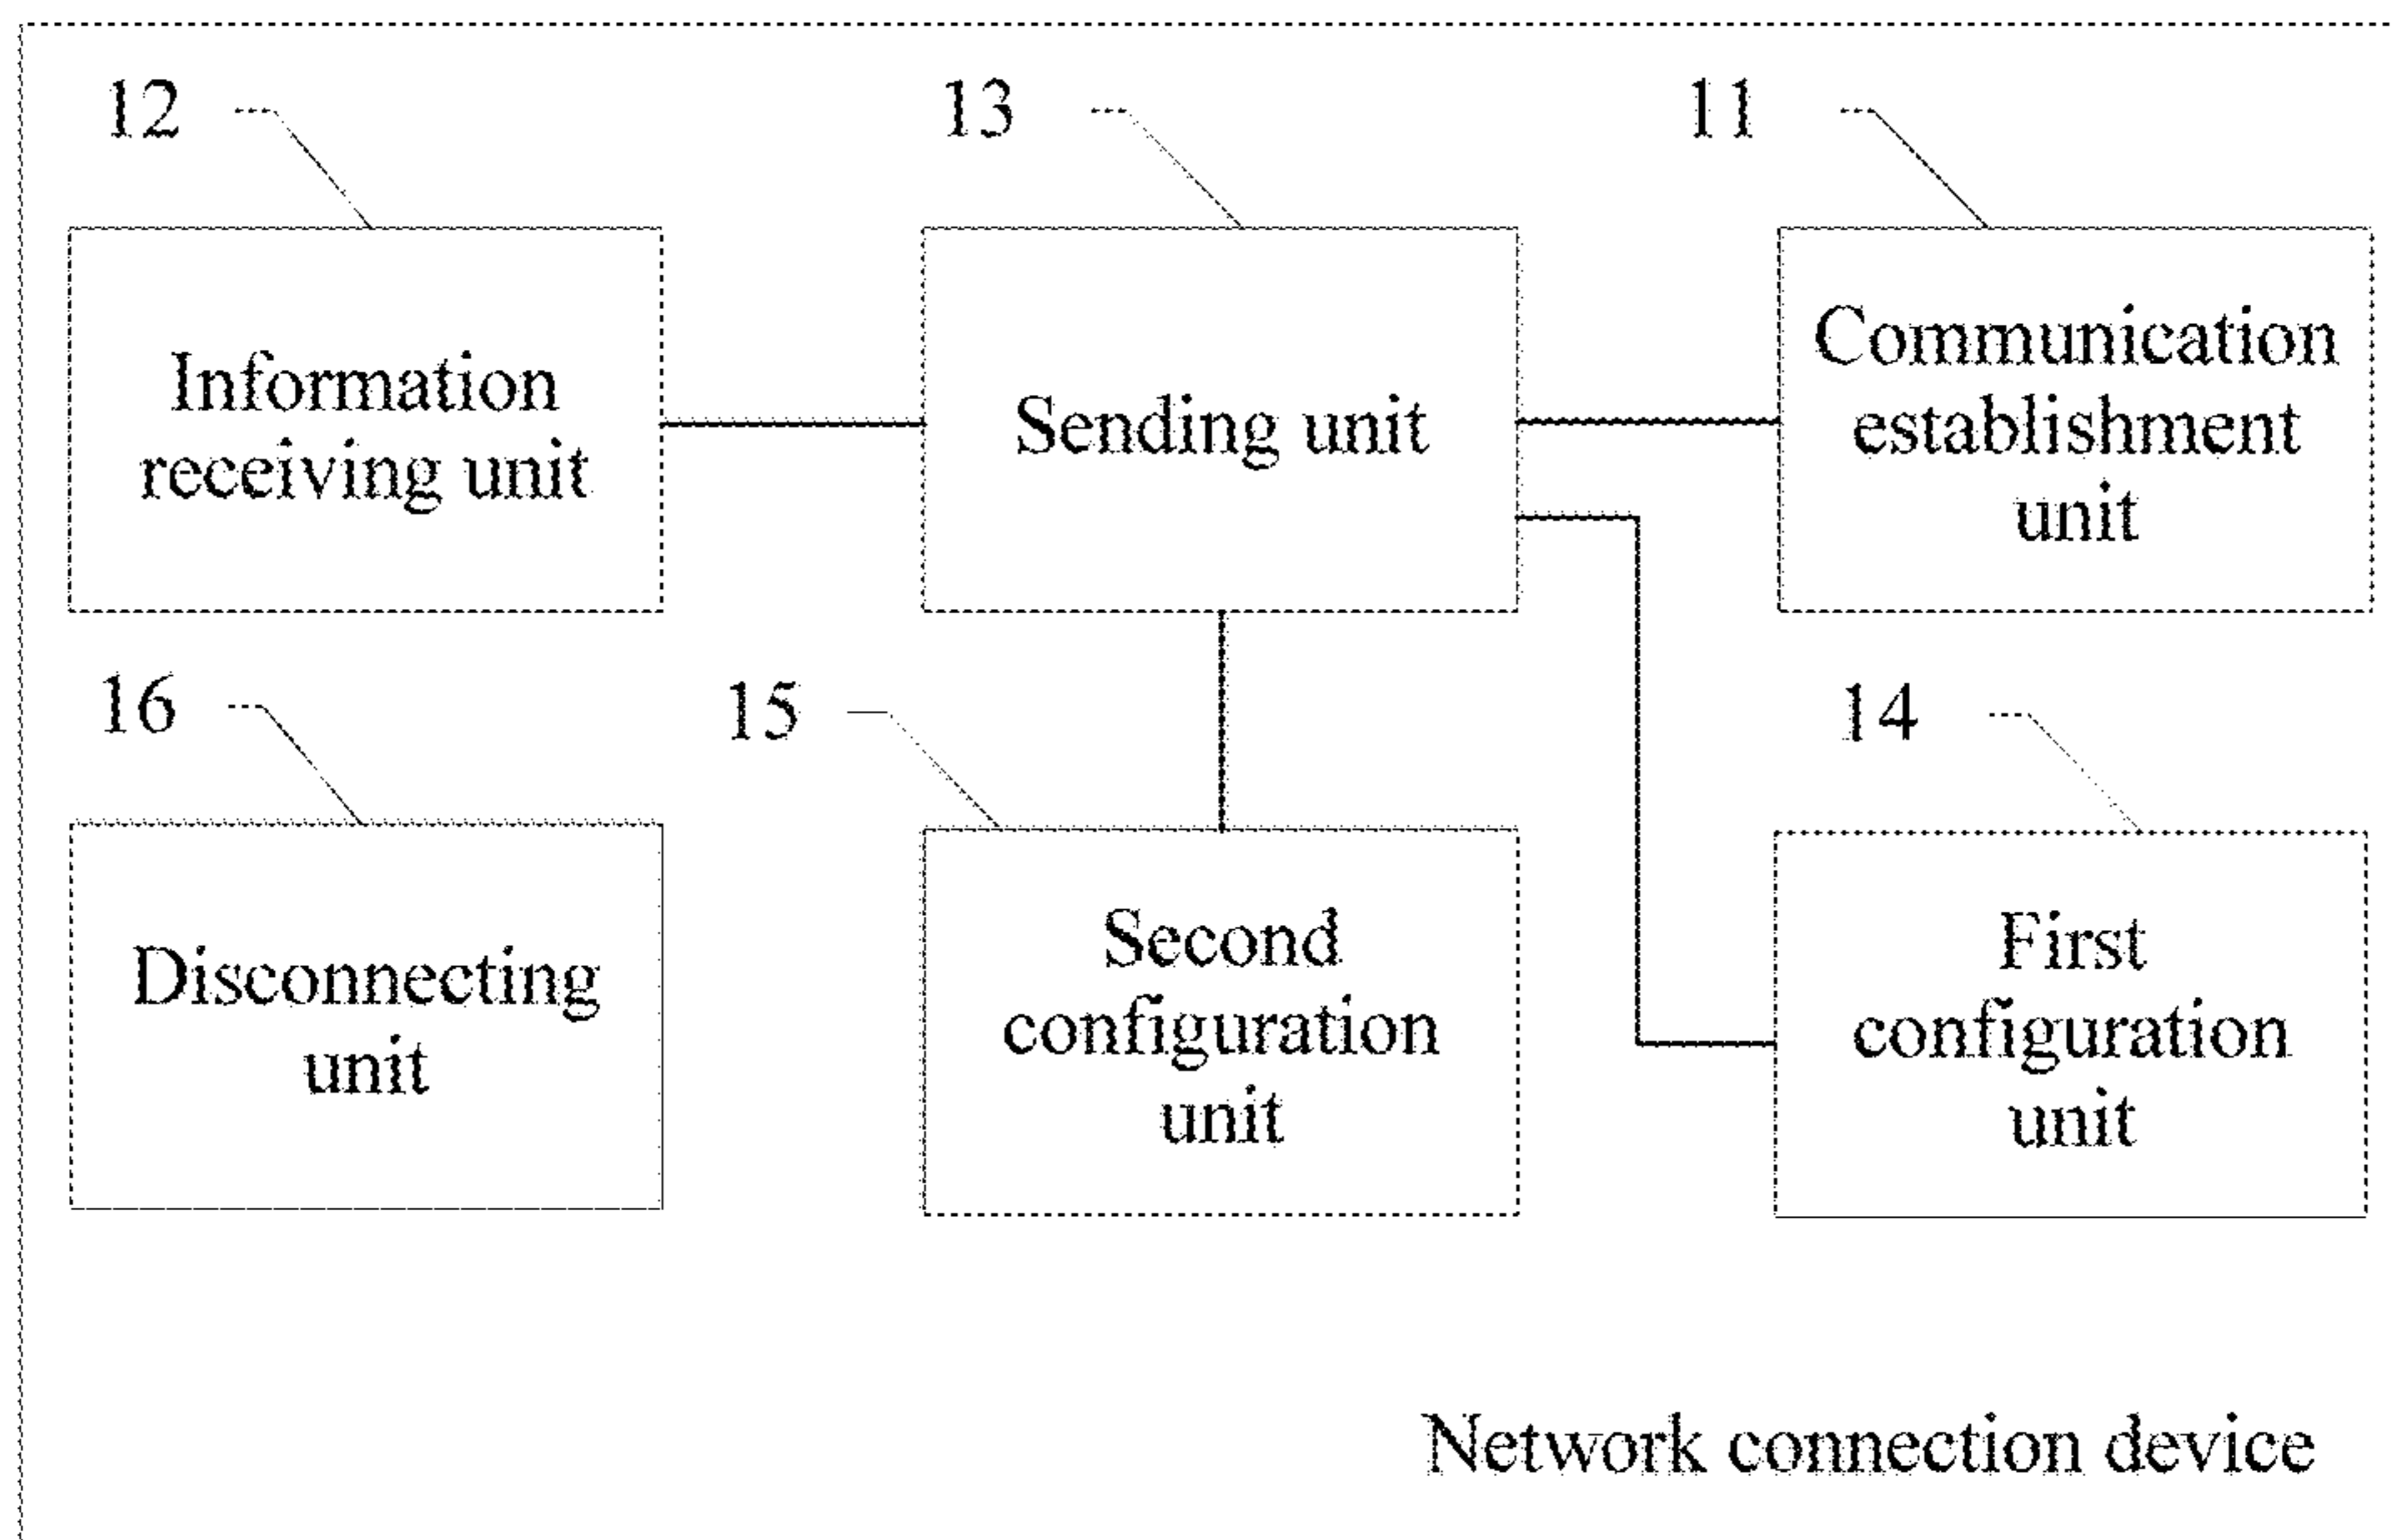 12
13
11
Information
receiving unit
Sending unit
Communication
establishment
unit
16
15
14
Disconnecting
unit
Second
configuration
unit
First
configuration
unit
Network connection device